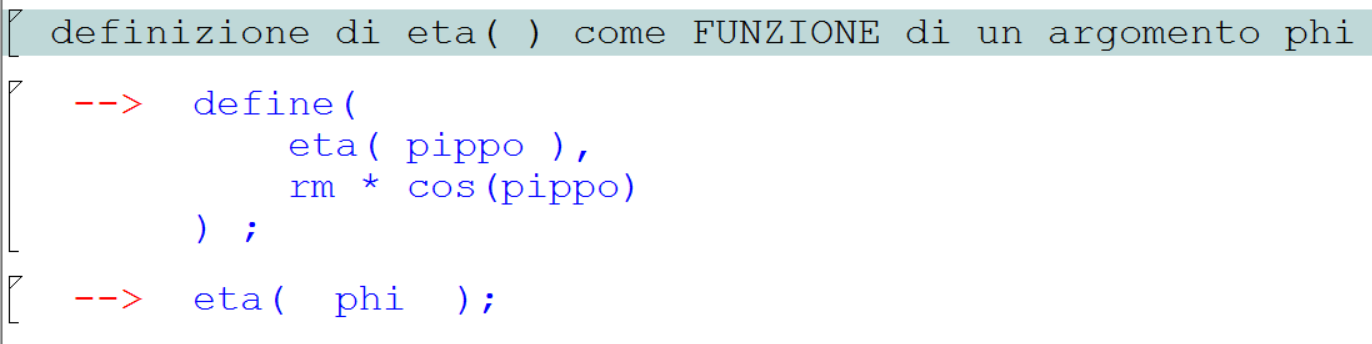 definizione di eta( ) come FUNZIONE di un argomento phi
--> define(
eta( pippo ),
rm * cos(pippo)
) ;
--> eta( phi );